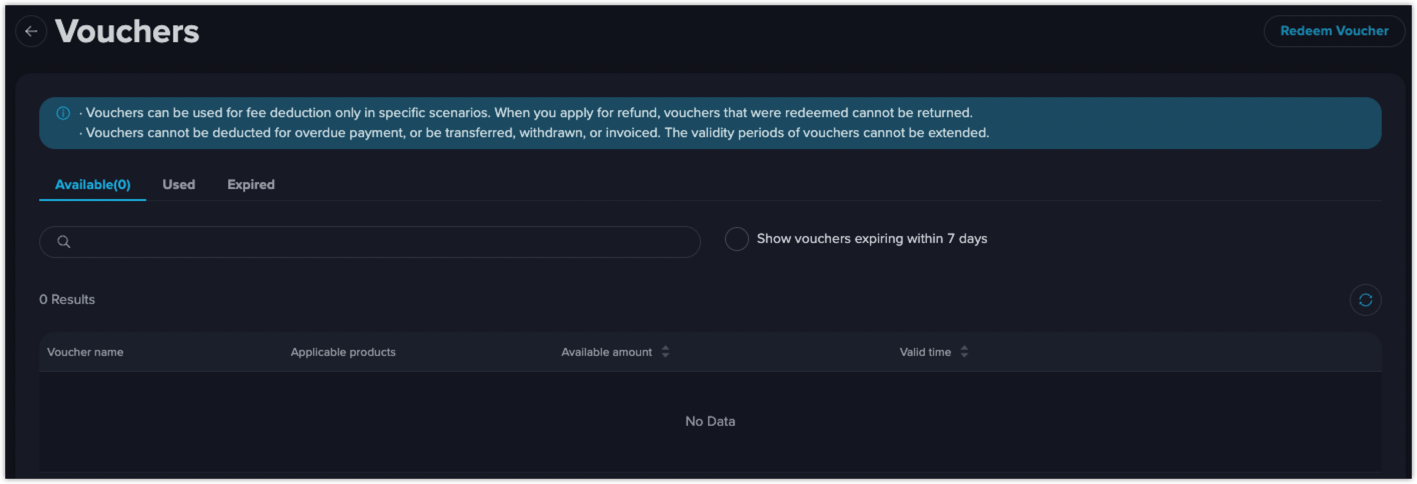 Vouchers
Redeem Voucher
· Vouchers can be used for fee deduction only in specific scenarios. When you apply for refund, vouchers that were redeemed cannot be returned.
· Vouchers cannot be deducted for overdue payment, or be transferred, withdrawn, or invoiced. The validity periods of vouchers cannot be extended.
Available(0) Used Expired
Show vouchers expiring within 7 days
0 Results
Voucher name Applicable products Available amount Valid time
No Data